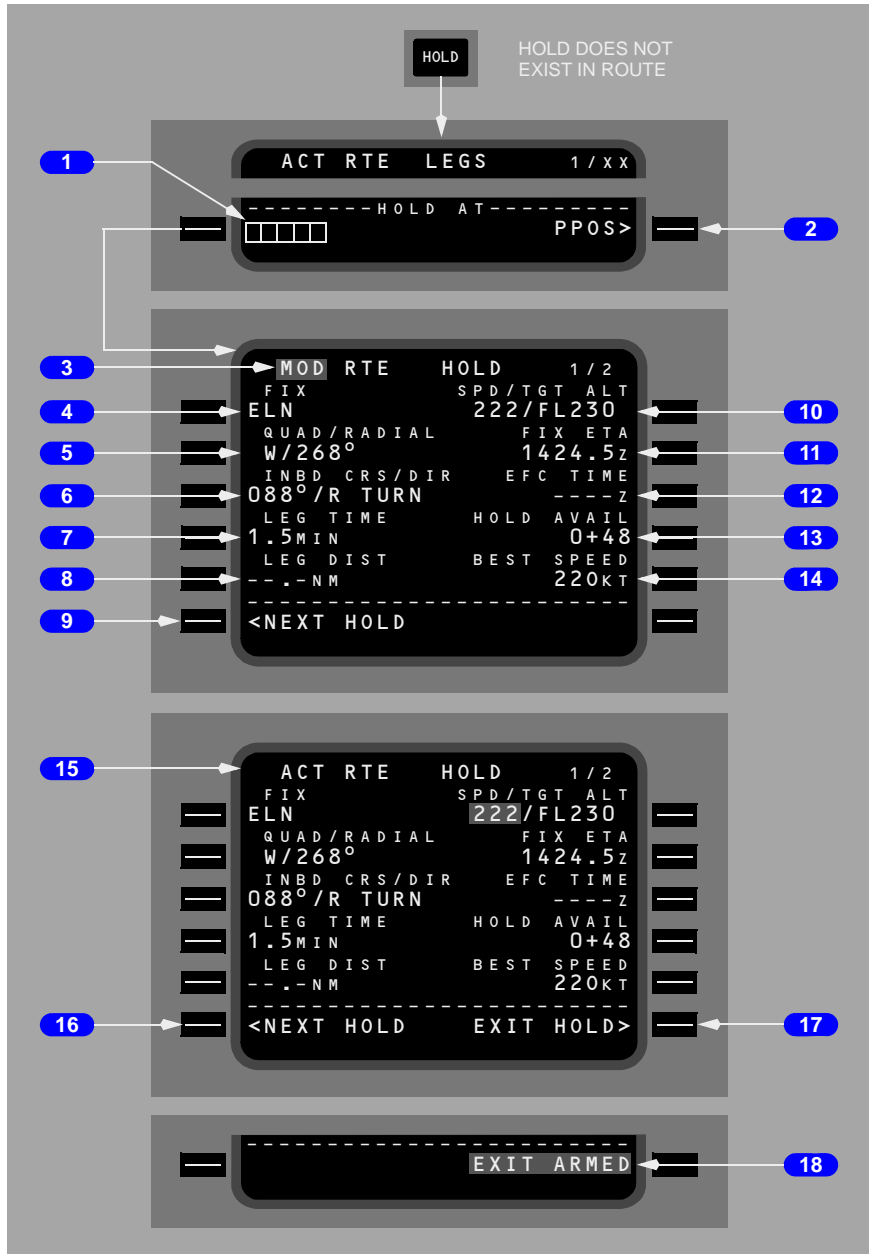 HOLD
HOLD DOES NOT
EXIST IN ROUTE
1
ACT RTE LEGS 1/XX
--------HOLD AT---------
PPOS>
2
3
MOD RTE HOLD 1/2
FIX SPD/TGT ALT
4
ELN 222/FL230
10
QUAD/RADIAL FIX ETA
5
W/268° 1424.5z
11
INBD CRS/DIR EFC TIME
6
088°/R TURN ----z
12
LEG TIME HOLD AVAIL
7
1.5MIN 0+48
13
LEG DIST BEST SPEED
8
--.-NM 220KT
14
----------------------------
9
<NEXT HOLD
15
ACT RTE HOLD 1/2
FIX SPD/TGT ALT
ELN 222/FL230
QUAD/RADIAL FIX ETA
W/268° 1424.5z
INBD CRS/DIR EFC TIME
088°/R TURN ----z
LEG TIME HOLD AVAIL
1.5MIN 0+48
LEG DIST BEST SPEED
--.-NM 220KT
----------------------------
16
<NEXT HOLD EXIT HOLD>
17
----------------------------
EXIT ARMED
18